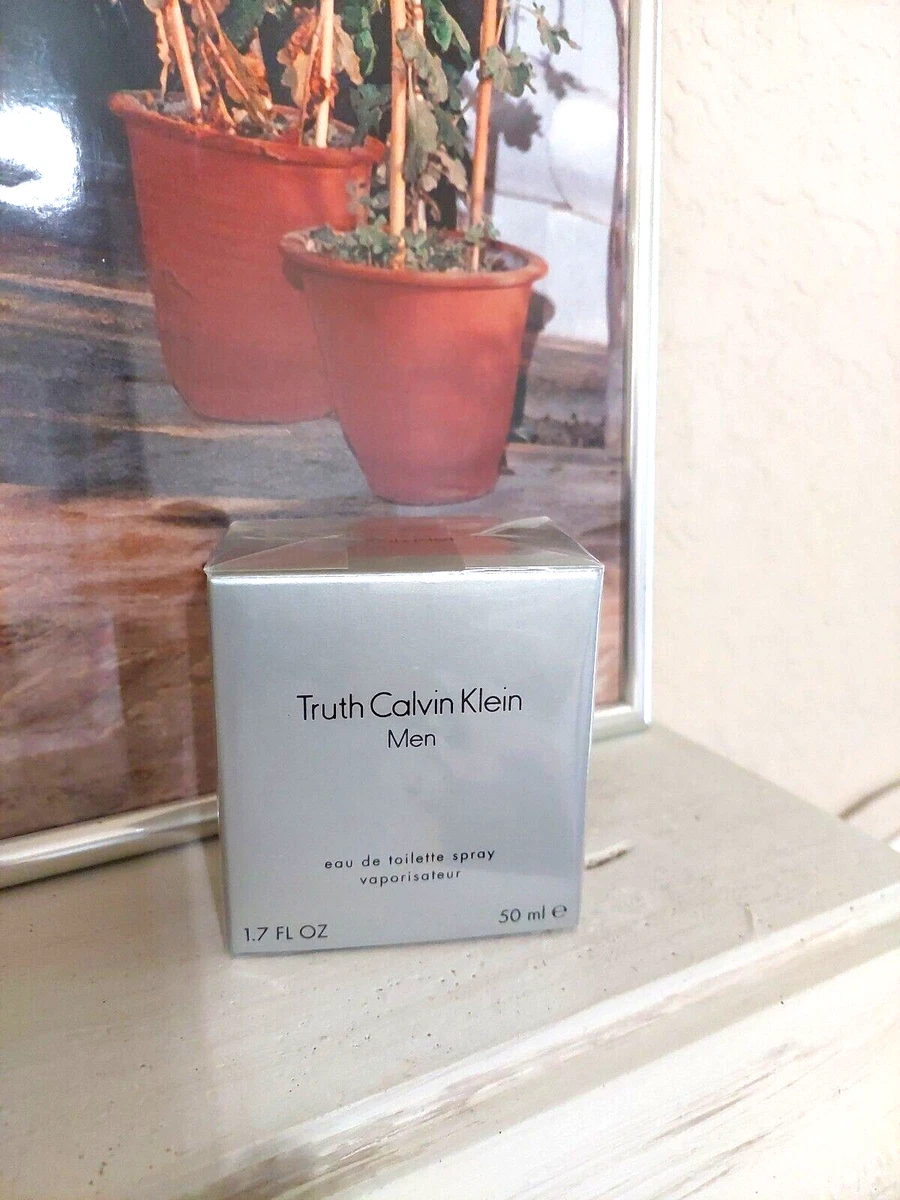 Truth Calvin Klein
Men
eau de toilette spray
vaporisateur
1.7 FL OZ
50 ml ℮